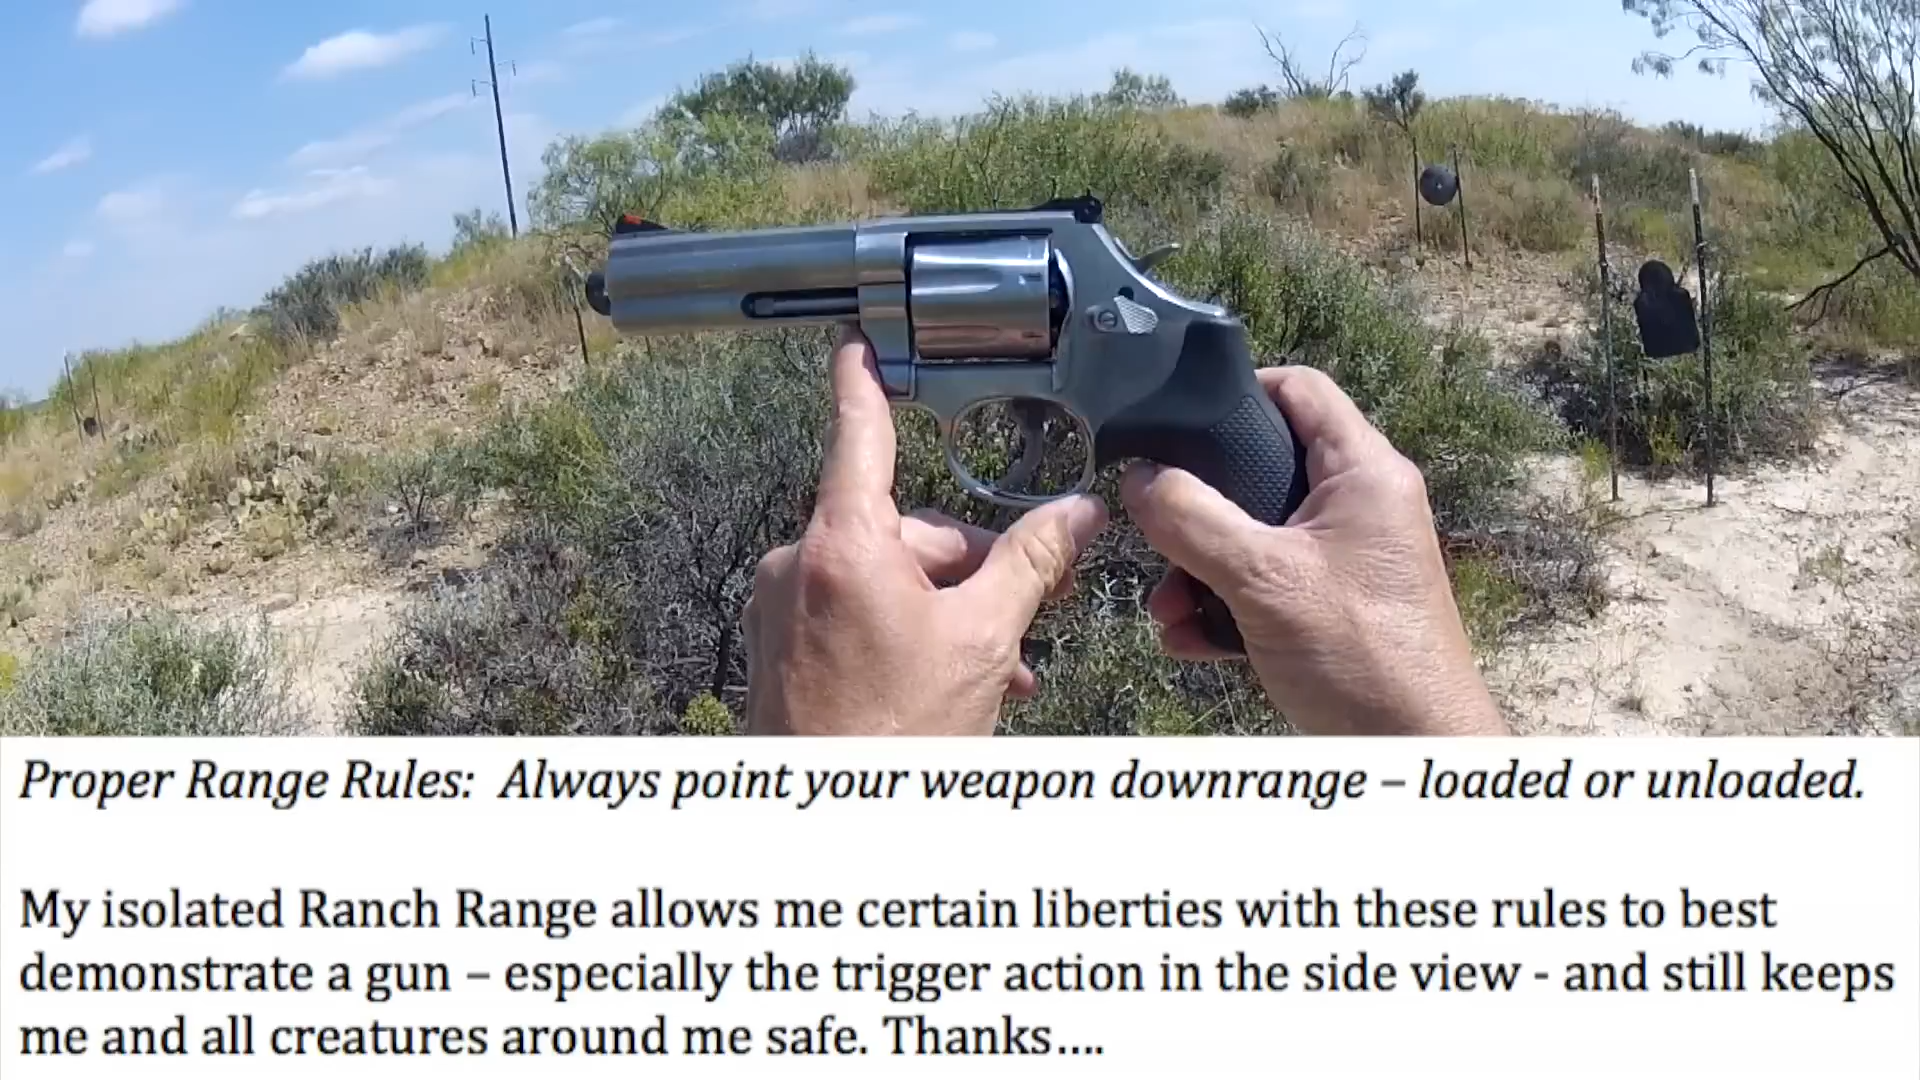 Proper Range Rules:  Always point your weapon downrange – loaded or unloaded.
My isolated Ranch Range allows me certain liberties with these rules to best
demonstrate a gun – especially the trigger action in the side view - and still keeps
me and all creatures around me safe. Thanks….